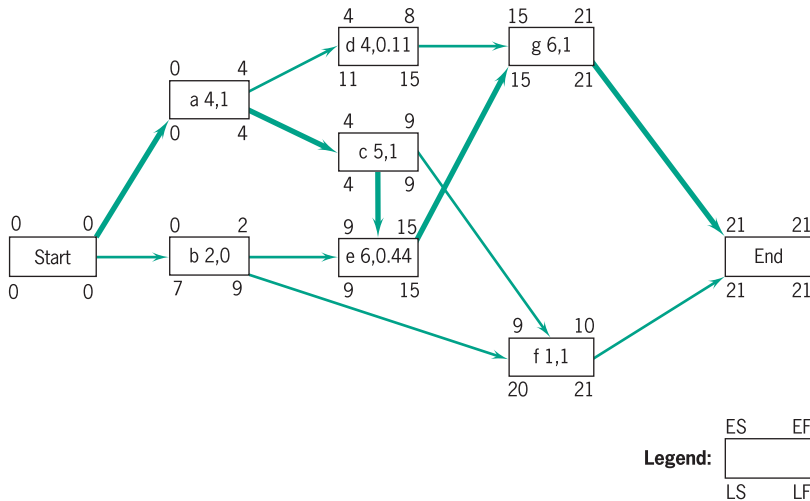 4 8
d 4,0.11
11 15
15 21
g 6,1
15 21
0 4
a 4,1
0 4
4 9
c 5,1
4 9
0 0
Start
0 0
0 2
b 2,0
7 9
9 15
e 6,0.44
9 15
21 21
End
21 21
9 10
f 1,1
20 21
ES EF
Legend:
LS LF